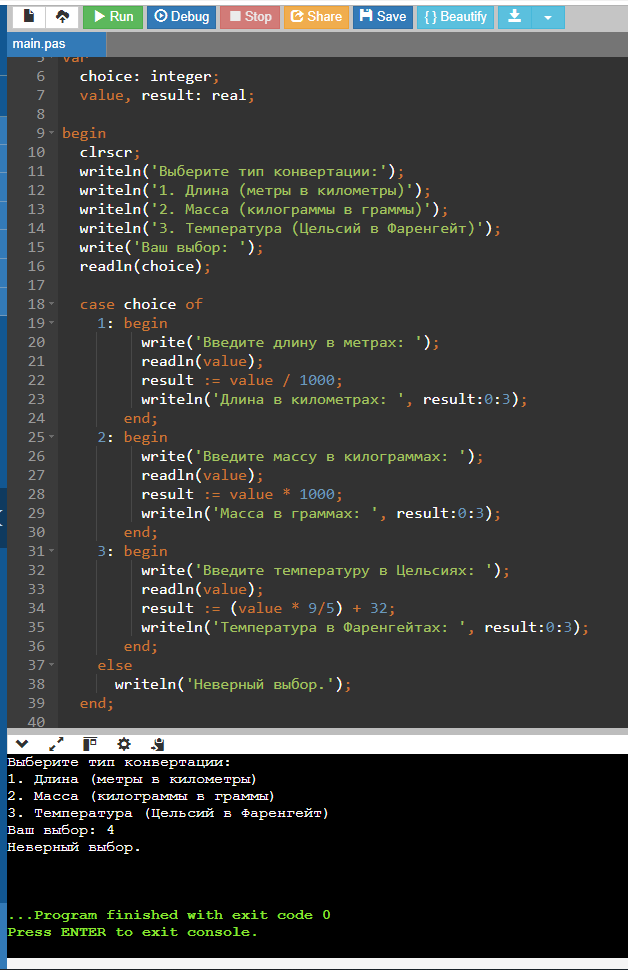 Run Debug Stop Share Save { } Beautify
main.pas
5 var
6 choice: integer;
7 value, result: real;
8
9 begin
10 clrscr;
11 writeln('Выберите тип конвертации:');
12 writeln('1. Длина (метры в километры)');
13 writeln('2. Масса (килограммы в граммы)');
14 writeln('3. Температура (Цельсий в Фаренгейт)');
15 write('Ваш выбор: ');
16 readln(choice);
17
18 case choice of
19 1: begin
20 write('Введите длину в метрах: ');
21 readln(value);
22 result := value / 1000;
23 writeln('Длина в километрах: ', result:0:3);
24 end;
25 2: begin
26 write('Введите массу в килограммах: ');
27 readln(value);
28 result := value * 1000;
29 writeln('Масса в граммах: ', result:0:3);
30 end;
31 3: begin
32 write('Введите температуру в Цельсиях: ');
33 readln(value);
34 result := (value * 9/5) + 32;
35 writeln('Температура в Фаренгейтах: ', result:0:3);
36 end;
37 else
38 writeln('Неверный выбор.');
39 end;
40
Выберите тип конвертации:
1. Длина (метры в километры)
2. Масса (килограммы в граммы)
3. Температура (Цельсий в Фаренгейт)
Ваш выбор: 4
Неверный выбор.
...Program finished with exit code 0
Press ENTER to exit console.